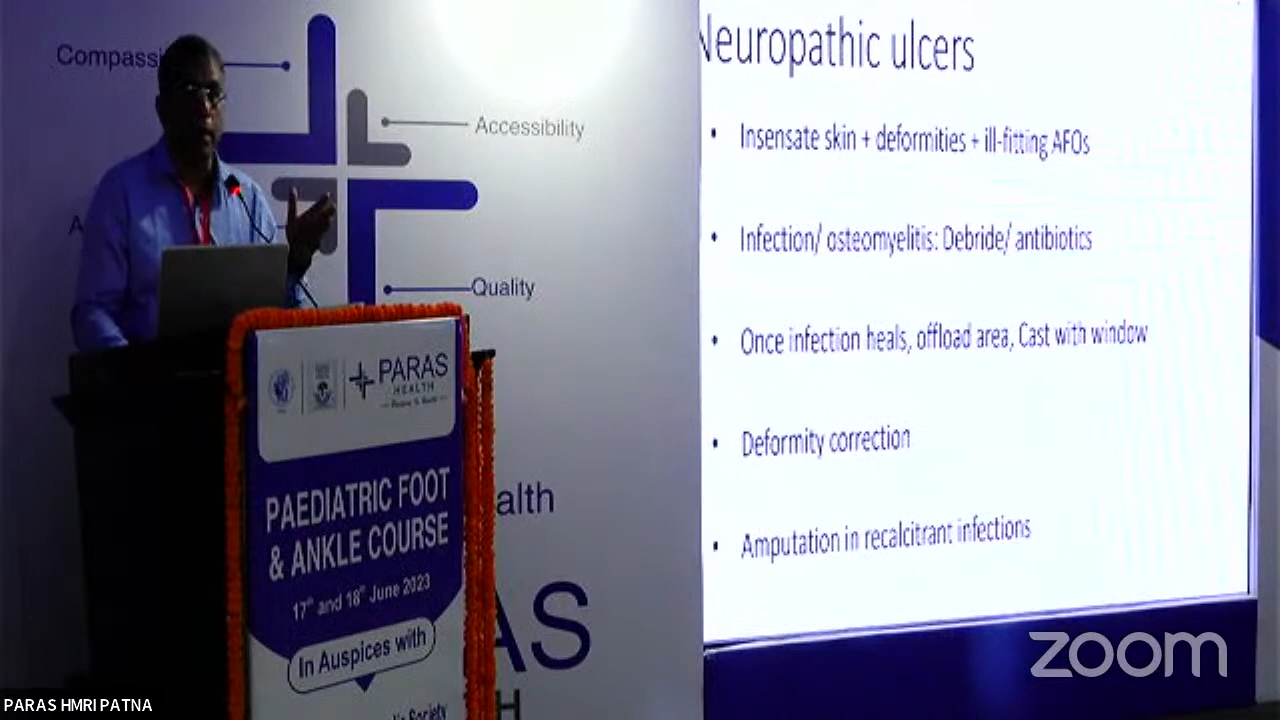 Compassi
Accessibility
A
Quality
alth
AS
H
PARAS
HEALTH
PAEDIATRIC FOOT
& ANKLE COURSE
17th and 18th June 2023
In Auspices with
Society
Neuropathic ulcers
• Insensate skin + deformities + ill-fitting AFOs
• Infection/ osteomyelitis: Debride/ antibiotics
• Once infection heals, offload area, Cast with window
• Deformity correction
• Amputation in recalcitrant infections
zoom
PARAS HMRI PATNA